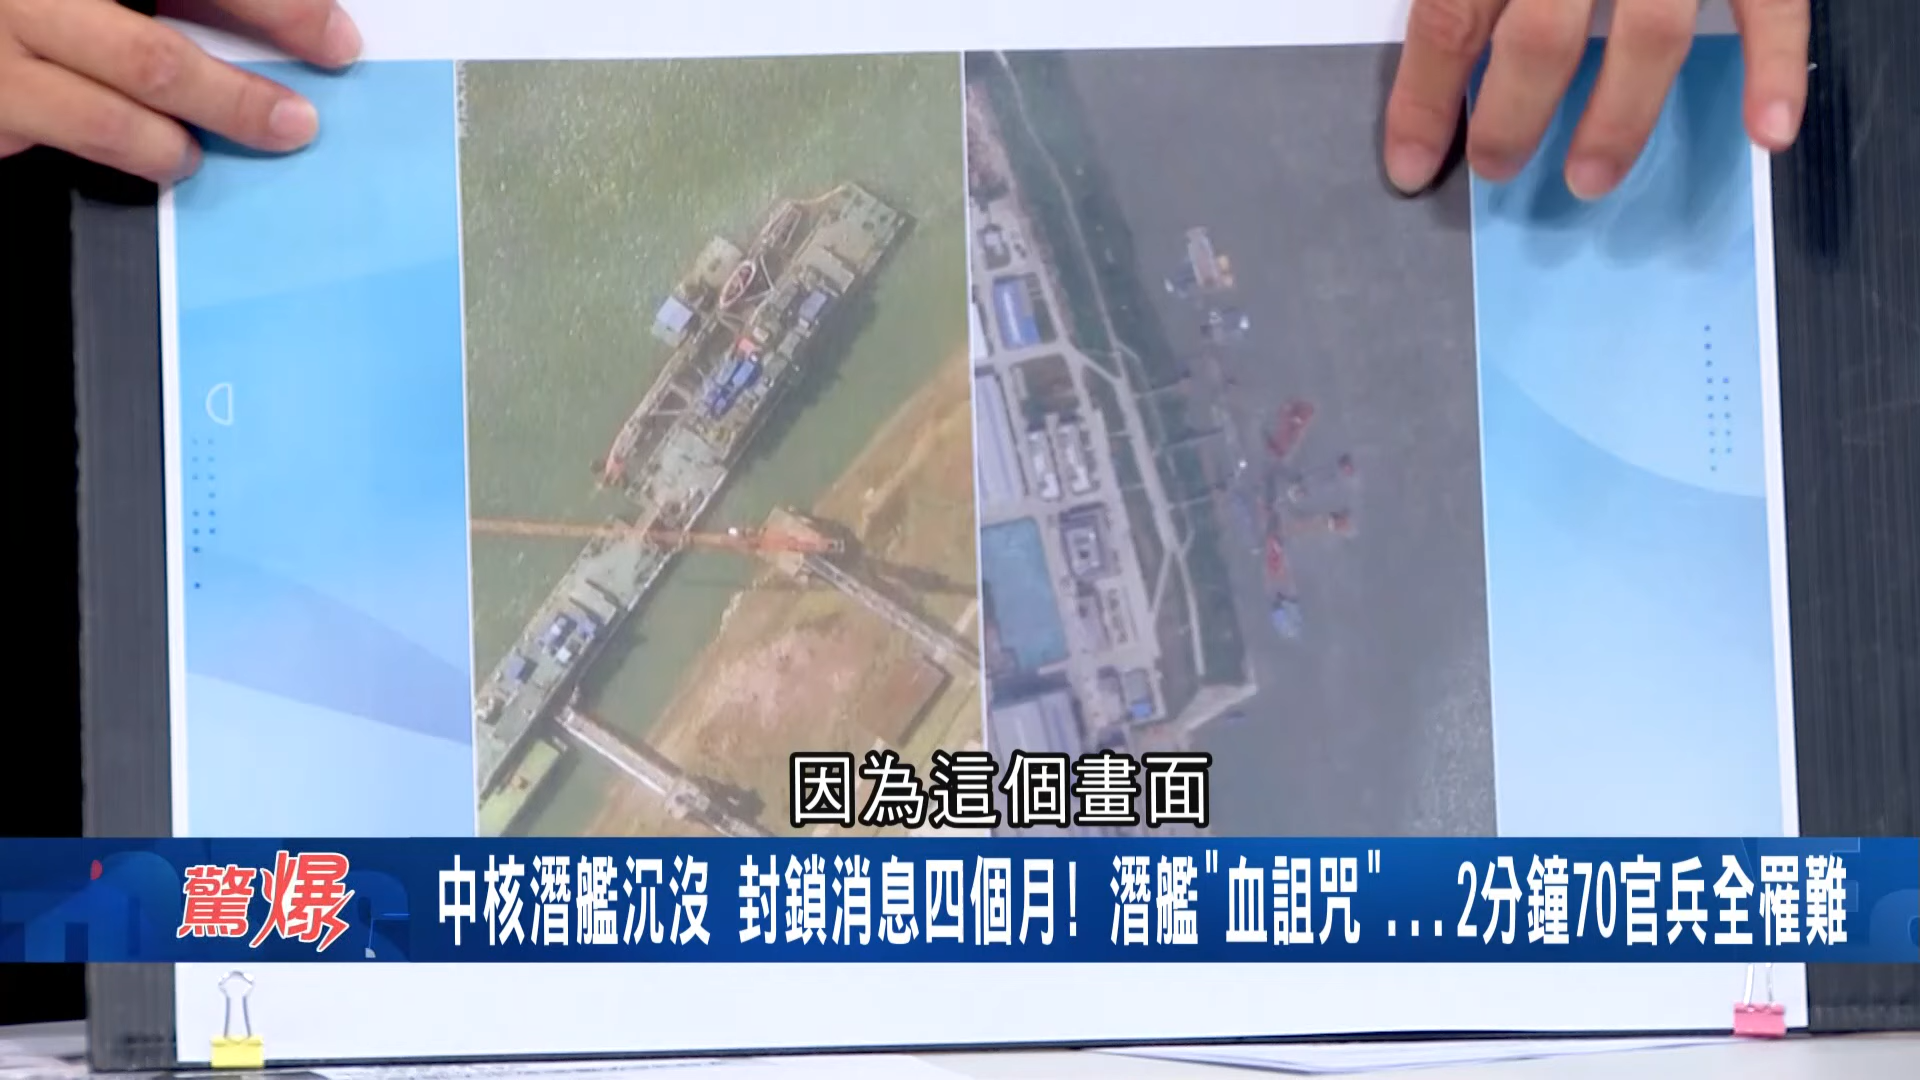 因為這個畫面
驚爆
中核潛艦沉沒 封鎖消息四個月! 潛艦"血詛咒"...2分鐘70官兵全罹難